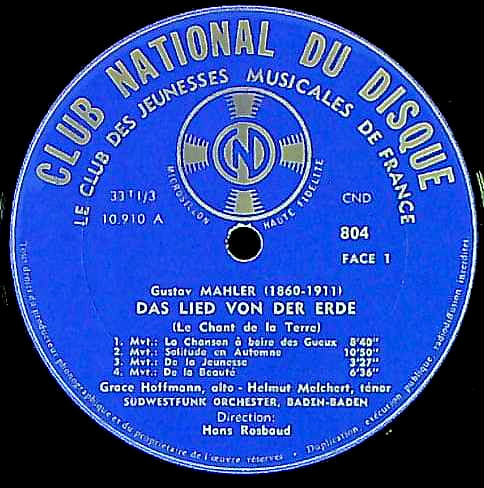 CLUB NATIONAL DU DISQUE
LE CLUB DES JEUNESSES MUSICALES DE FRANCE
CND
MICROSILLON
HAUTE FIDELITE
33 T 1/3
10.910 A
CND
804
FACE 1
Gustav MAHLER (1860-1911)
DAS LIED VON DER ERDE
(Le Chant de la Terre)
1. Mvt.: La Chanson à boire des Gueux 8'40"
2. Mvt.: Solitude en Automne 10'50"
3. Mvt.: De la Jeunesse 3'27"
4. Mvt.: De la Beauté 6'36"
Grace Hoffmann, alto - Helmut Melchert, ténor
SÜDWESTFUNK ORCHESTER, BADEN-BADEN
Direction:
Hans Rosbaud
Tous droits du producteur phonographique et du propriétaire de l'œuvre réservés • Duplication, exécution publique, radiodiffusion interdites